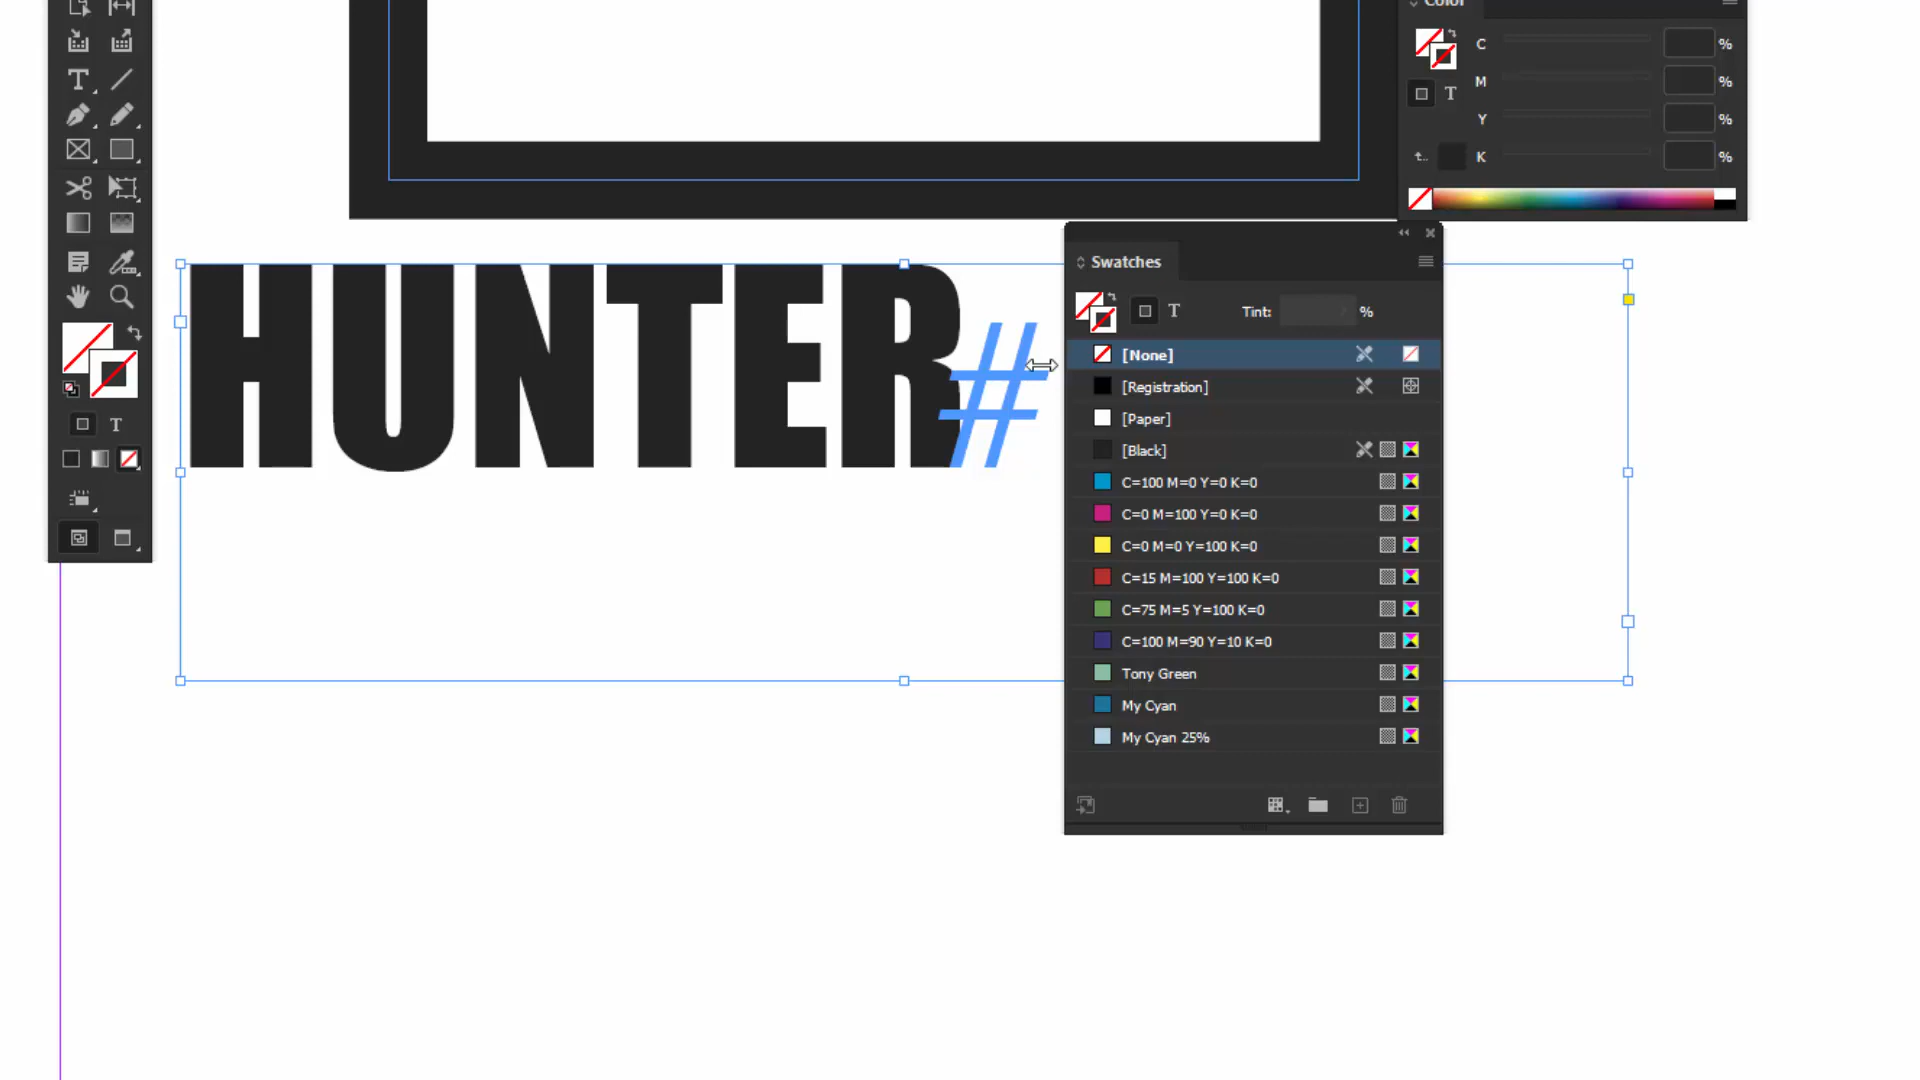 Color
C %
M %
Y %
K %
T
HUNTER#
Swatches
T Tint: %
[None]
[Registration]
[Paper]
[Black]
C=100 M=0 Y=0 K=0
C=0 M=100 Y=0 K=0
C=0 M=0 Y=100 K=0
C=15 M=100 Y=100 K=0
C=75 M=5 Y=100 K=0
C=100 M=90 Y=10 K=0
Tony Green
My Cyan
My Cyan 25%
T